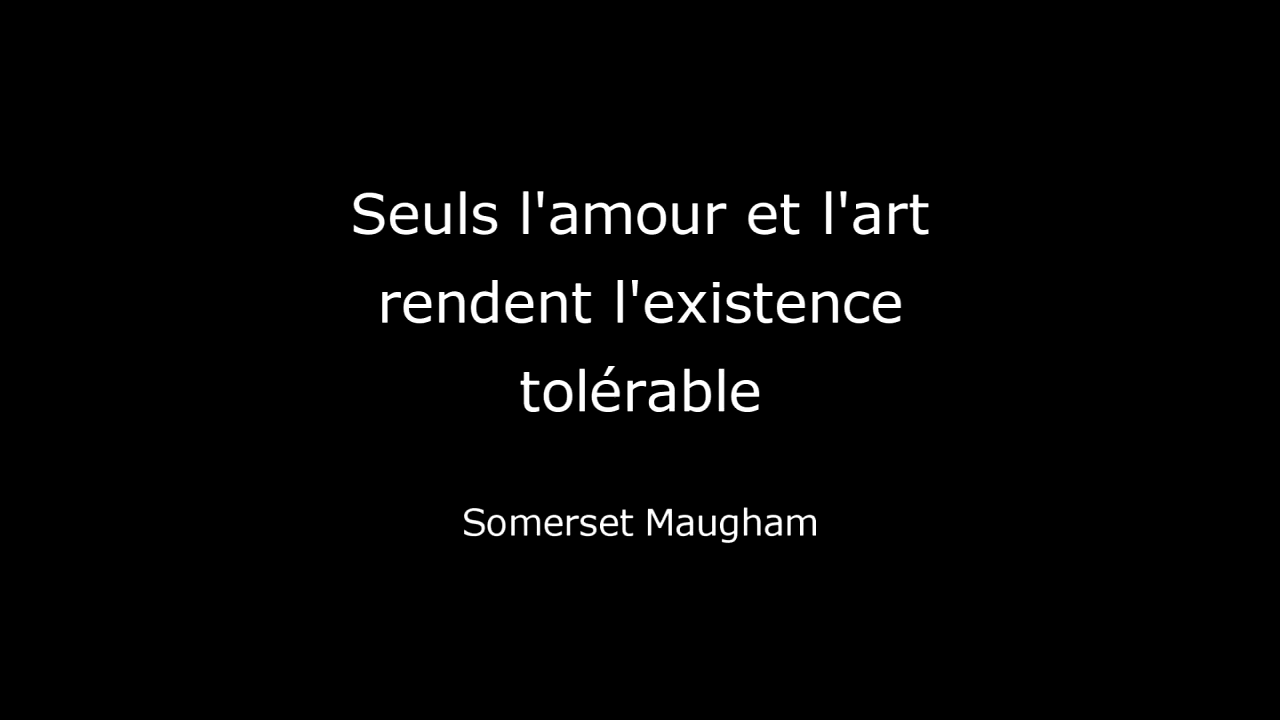 Seuls l'amour et l'art
rendent l'existence
tolérable
Somerset Maugham